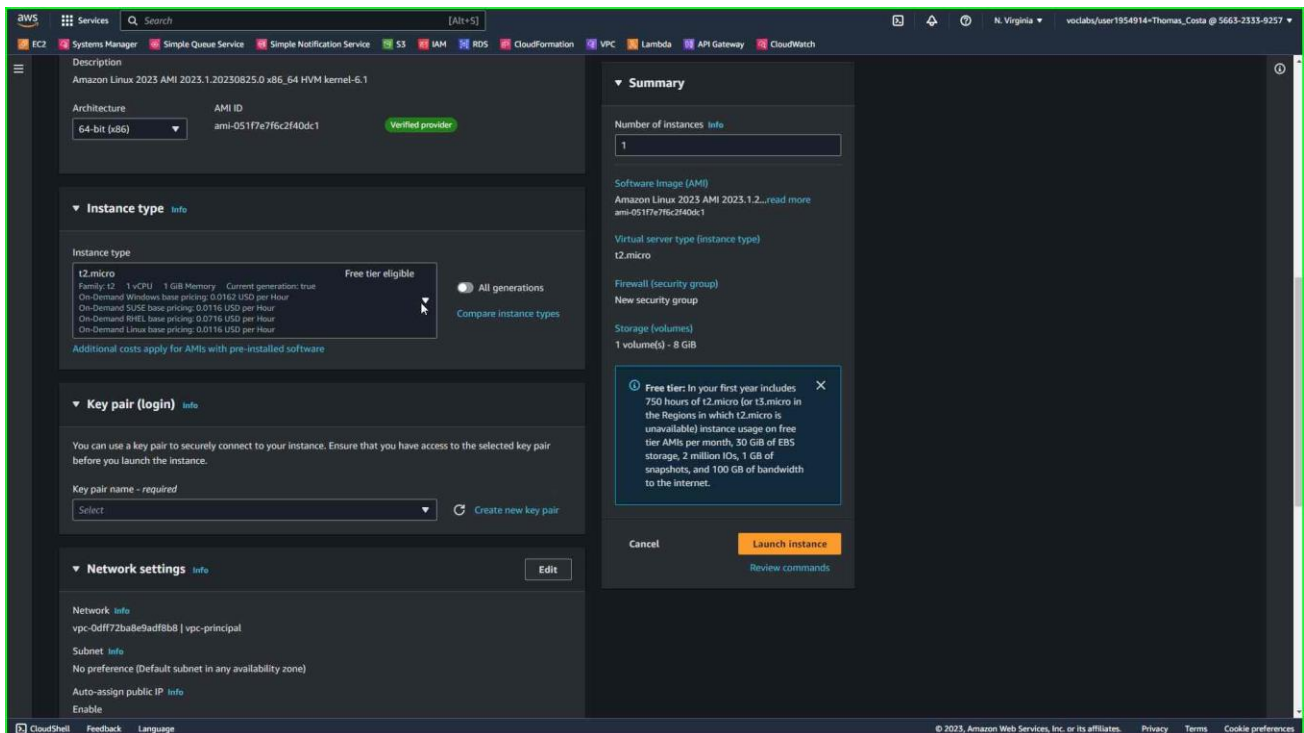 aws
Services
Search
[Alt+S]
N. Virginia
voclabs/user1954914=Thomas_Costa @ 5663-2333-9257
EC2
Systems Manager
Simple Queue Service
Simple Notification Service
S3
IAM
RDS
CloudFormation
VPC
Lambda
API Gateway
CloudWatch
Description
Amazon Linux 2023 AMI 2023.1.20230825.0 x86_64 HVM kernel-6.1
Architecture
AMI ID
64-bit (x86)
ami-051f7e7f6c2f40dc1
Verified provider
Instance type Info
Instance type
t2.micro
Free tier eligible
Family: t2 1 vCPU 1 GiB Memory Current generation: true
On-Demand Windows base pricing: 0.0162 USD per Hour
On-Demand SUSE base pricing: 0.0116 USD per Hour
On-Demand RHEL base pricing: 0.0716 USD per Hour
On-Demand Linux base pricing: 0.0116 USD per Hour
All generations
Compare instance types
Additional costs apply for AMIs with pre-installed software
Key pair (login) Info
You can use a key pair to securely connect to your instance. Ensure that you have access to the selected key pair
before you launch the instance.
Key pair name - required
Select
Create new key pair
Network settings Info
Edit
Network Info
vpc-0dff72ba8e9adf8b8 | vpc-principal
Subnet Info
No preference (Default subnet in any availability zone)
Auto-assign public IP Info
Enable
Summary
Number of instances Info
1
Software Image (AMI)
Amazon Linux 2023 AMI 2023.1.2...read more
ami-051f7e7f6c2f40dc1
Virtual server type (instance type)
t2.micro
Firewall (security group)
New security group
Storage (volumes)
1 volume(s) - 8 GiB
Free tier: In your first year includes
750 hours of t2.micro (or t3.micro in
the Regions in which t2.micro is
unavailable) instance usage on free
tier AMIs per month, 30 GiB of EBS
storage, 2 million IOs, 1 GB of
snapshots, and 100 GB of bandwidth
to the internet.
Cancel
Launch instance
Review commands
CloudShell
Feedback
Language
© 2023, Amazon Web Services, Inc. or its affiliates.
Privacy
Terms
Cookie preferences